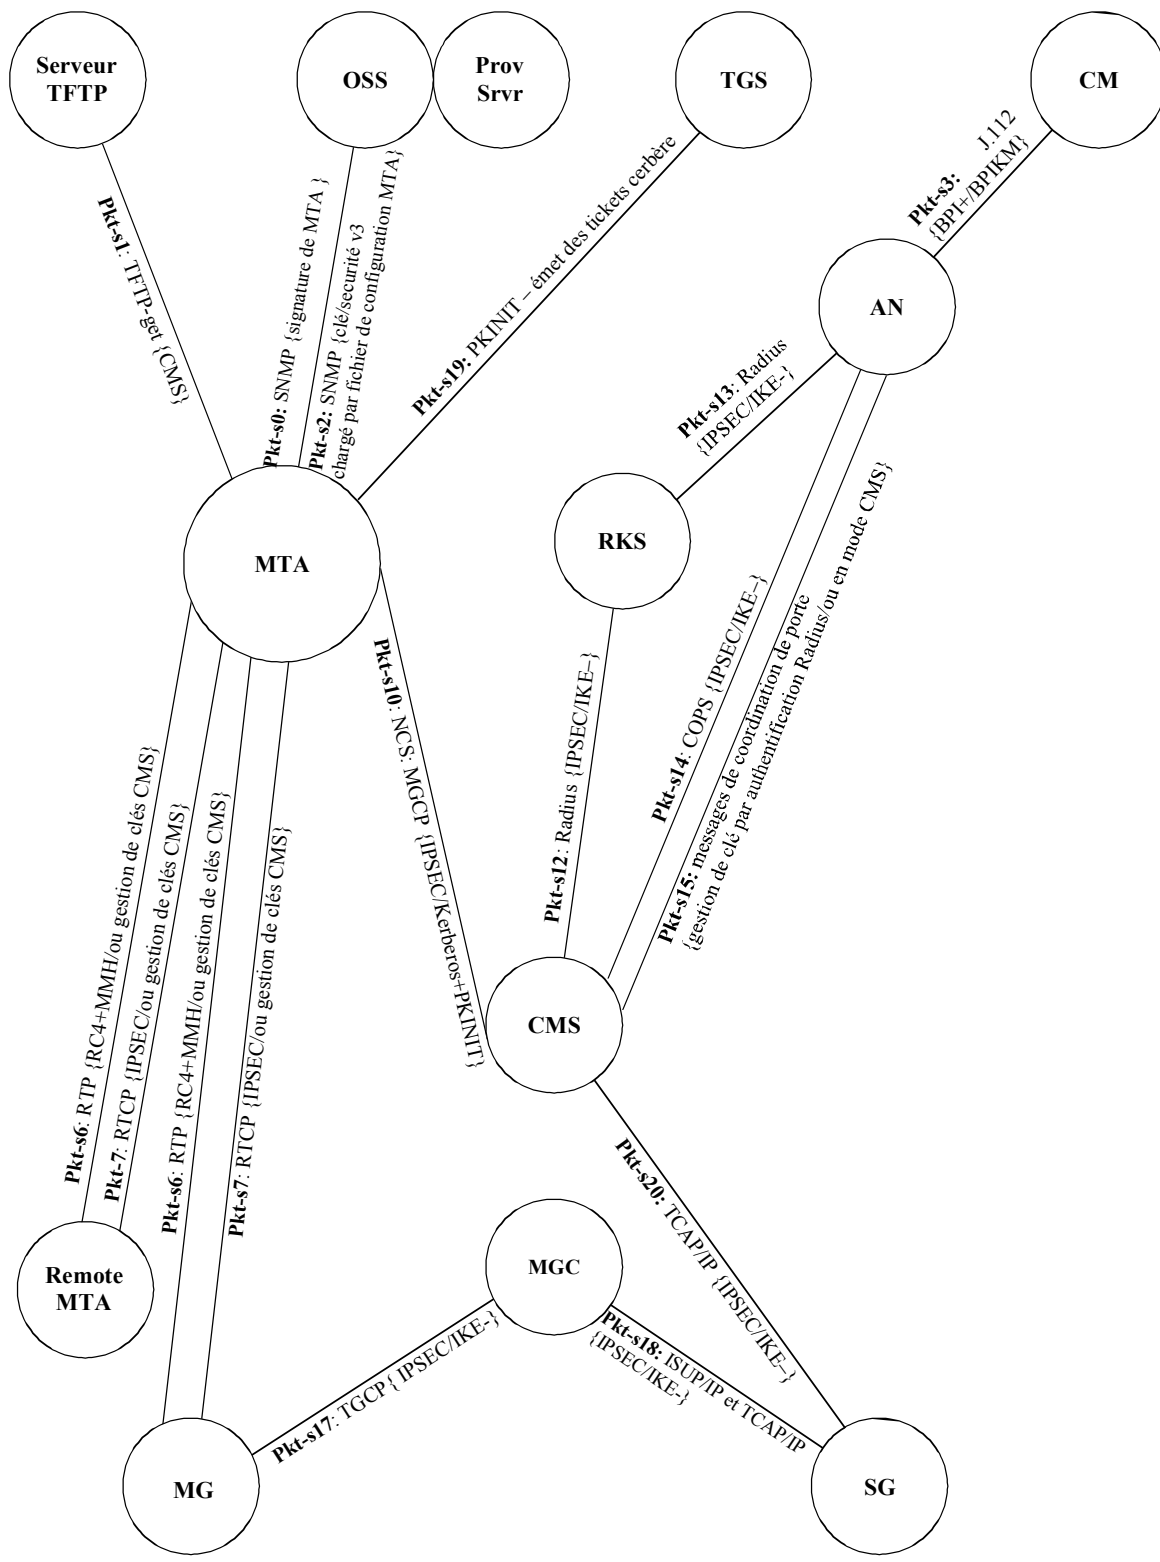 Serveur
TFTP
OSS
Prov
Srvr
TGS
CM
Pkt-s1: TFTP-get {CMS}
Pkt-s0: SNMP {signature de MTA }
Pkt-s2: SNMP {clé/securité v3
chargé par fichier de configuration MTA}
Pkt-s19: PKINIT – émet des tickets cerbère
Pkt-s3: J.112
{BPI+/BPIKM}
AN
Pkt-s13: Radius
{IPSEC/IKE-}
MTA
RKS
Pkt-s10: NCS: MGCP {IPSEC/Kerberos+PKINIT}
Pkt-s12: Radius {IPSEC/IKE–}
Pkt-s14: COPS {IPSEC/IKE–}
Pkt-s15: messages de coordination de porte
{gestion de clé par authentification Radius/ou en mode CMS}
Pkt-s6: RTP {RC4+MMH/ou gestion de clés CMS}
Pkt-7: RTCP {IPSEC/ou gestion de clés CMS}
Pkt-s6: RTP {RC4+MMH/ou gestion de clés CMS}
Pkt-s7: RTCP {IPSEC/ou gestion de clés CMS}
CMS
Pkt-s20: TCAP/IP {IPSEC/IKE–}
Remote
MTA
MGC
Pkt-s17: TGCP{ IPSEC/IKE-}
Pkt-s18: ISUP/IP et TCAP/IP
{IPSEC/IKE-}
MG
SG